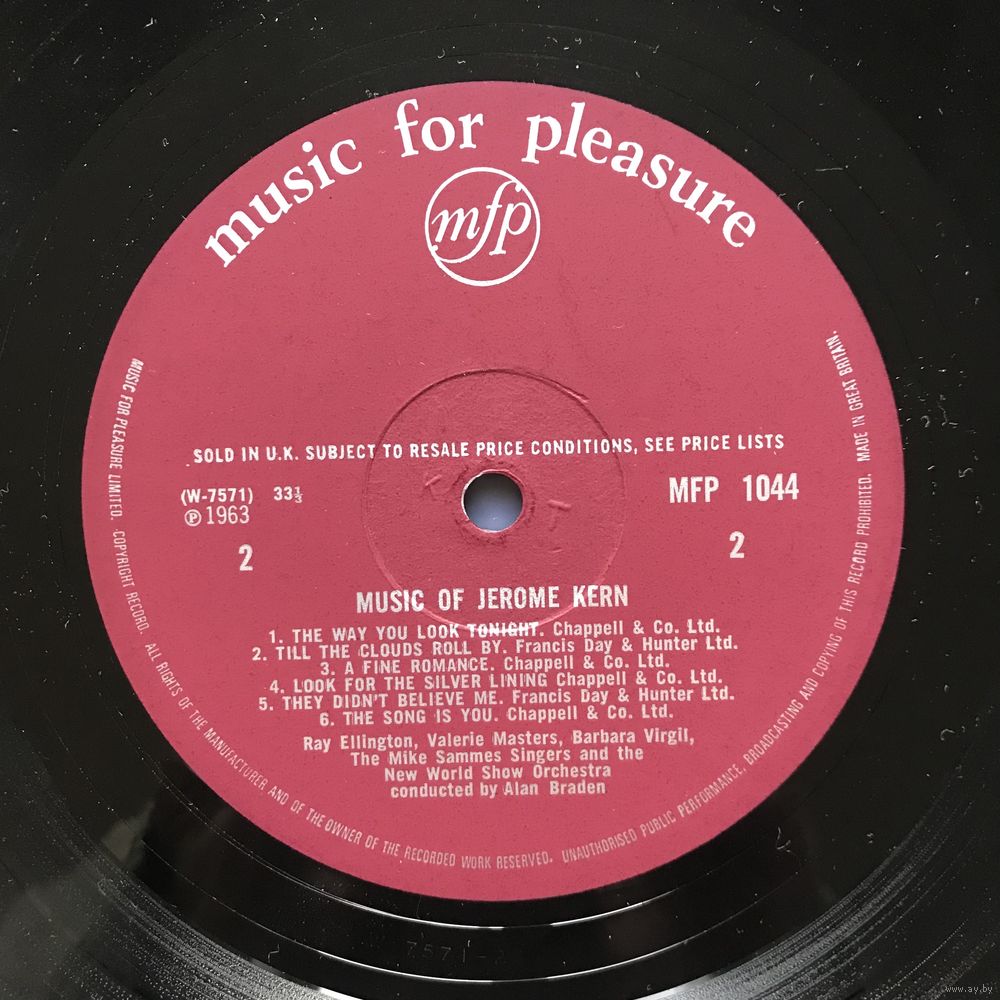 music for pleasure
mfp
SOLD IN U.K. SUBJECT TO RESALE PRICE CONDITIONS, SEE PRICE LISTS
(W-7571) 33⅓
℗ 1963
MFP 1044
2
2
MUSIC OF JEROME KERN
1. THE WAY YOU LOOK TONIGHT. Chappell & Co. Ltd.
2. TILL THE CLOUDS ROLL BY. Francis Day & Hunter Ltd.
3. A FINE ROMANCE. Chappell & Co. Ltd.
4. LOOK FOR THE SILVER LINING Chappell & Co. Ltd.
5. THEY DIDN'T BELIEVE ME. Francis Day & Hunter Ltd.
6. THE SONG IS YOU. Chappell & Co. Ltd.
Ray Ellington, Valerie Masters, Barbara Virgil,
The Mike Sammes Singers and the
New World Show Orchestra
conducted by Alan Braden
MUSIC FOR PLEASURE LIMITED. COPYRIGHT RECORD. ALL RIGHTS OF THE MANUFACTURER AND OF THE OWNER OF THE RECORDED WORK RESERVED. UNAUTHORISED PUBLIC PERFORMANCE, BROADCASTING AND COPYING OF THIS RECORD PROHIBITED. MADE IN GREAT BRITAIN.
www.ay.by